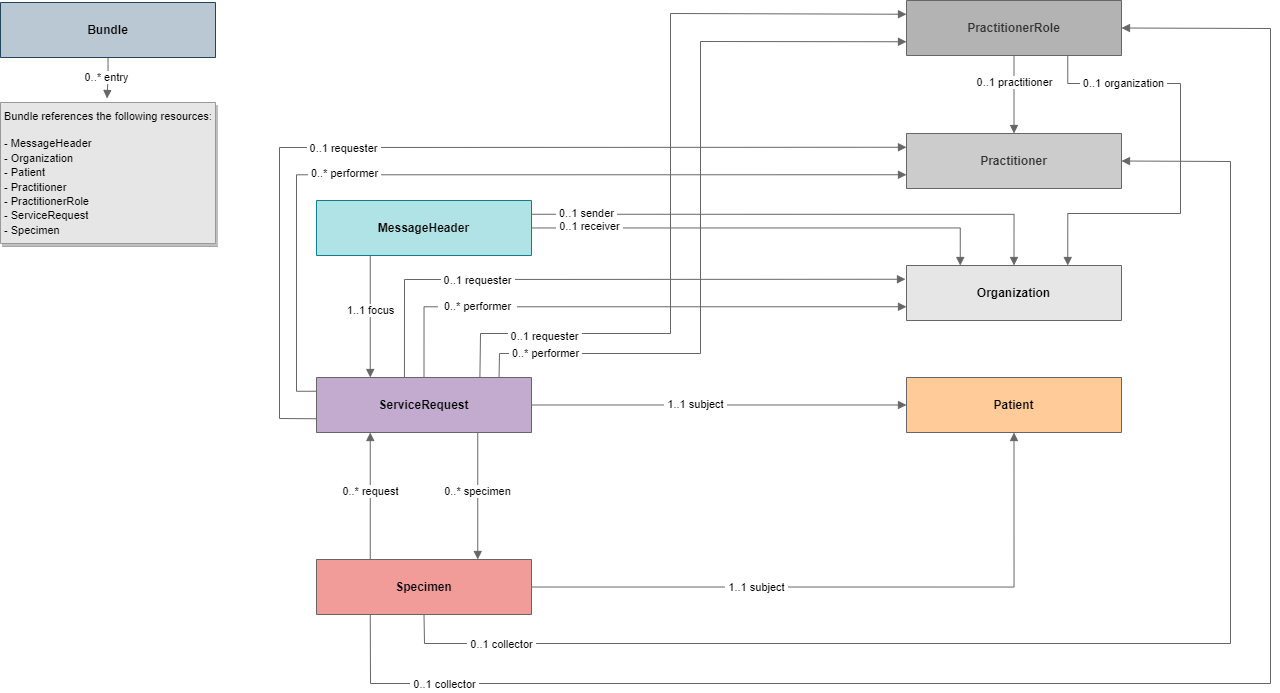 Bundle
PractitionerRole
0..* entry
0..1 practitioner
0..1 organization
Bundle references the following resources:
- MessageHeader
- Organization
- Patient
- Practitioner
- PractitionerRole
- ServiceRequest
- Specimen
0..1 requester
Practitioner
0..* performer
MessageHeader
0..1 sender
0..1 receiver
0..1 requester
Organization
0..* performer
1..1 focus
0..1 requester
0..* performer
ServiceRequest
1..1 subject
Patient
0..* request
0..* specimen
Specimen
1..1 subject
0..1 collector
0..1 collector